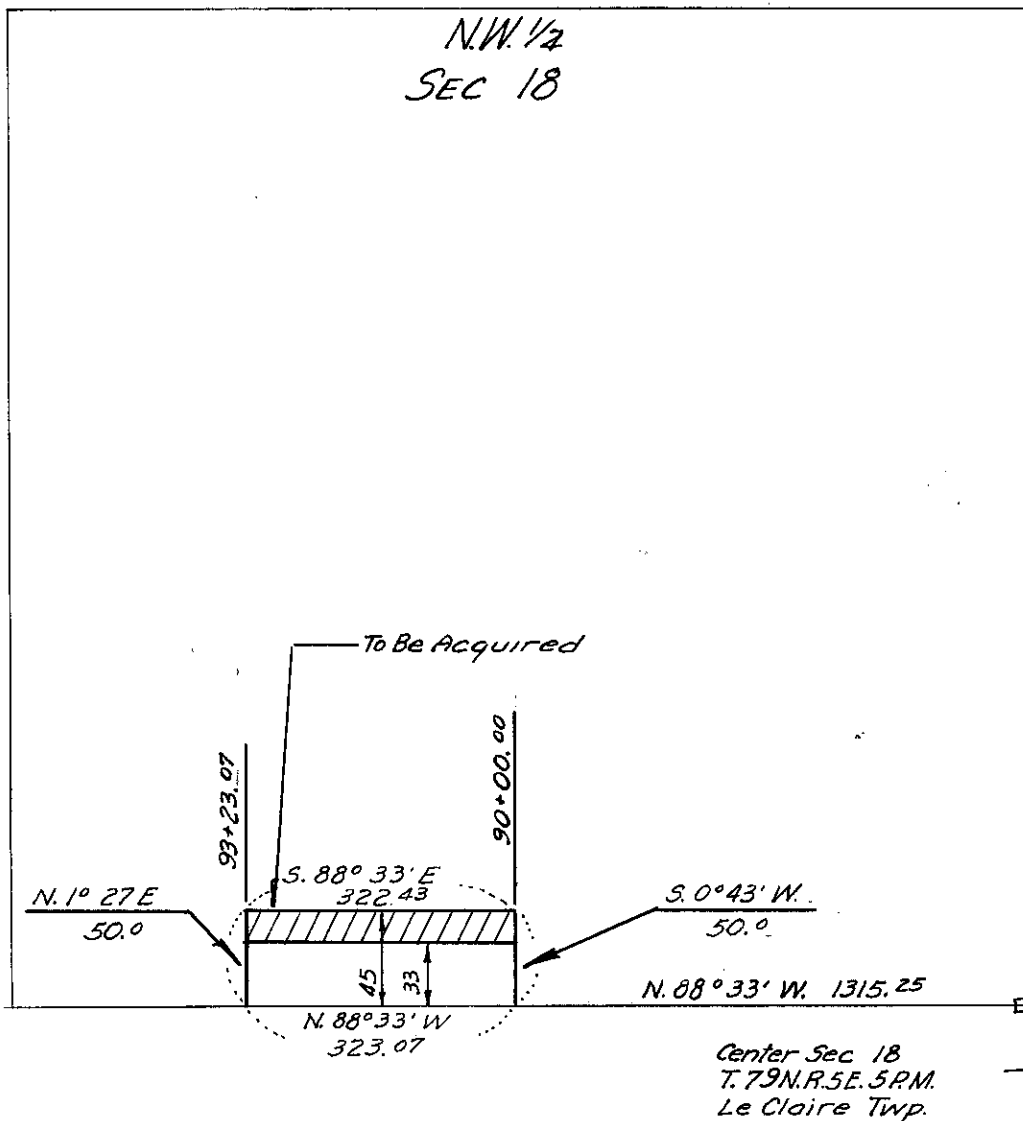 N.W. 1/4
SEC 18
To Be Acquired
93+23.07
90+00.00
S. 88° 33' E
322.43
N. 1° 27 E
50.0
S. 0° 43' W.
50.0
45
33
N. 88° 33' W. 1315.25
N. 88° 33' W
323.07
Center Sec 18
T. 79N. R. 5E. 5P.M.
Le Claire Twp.